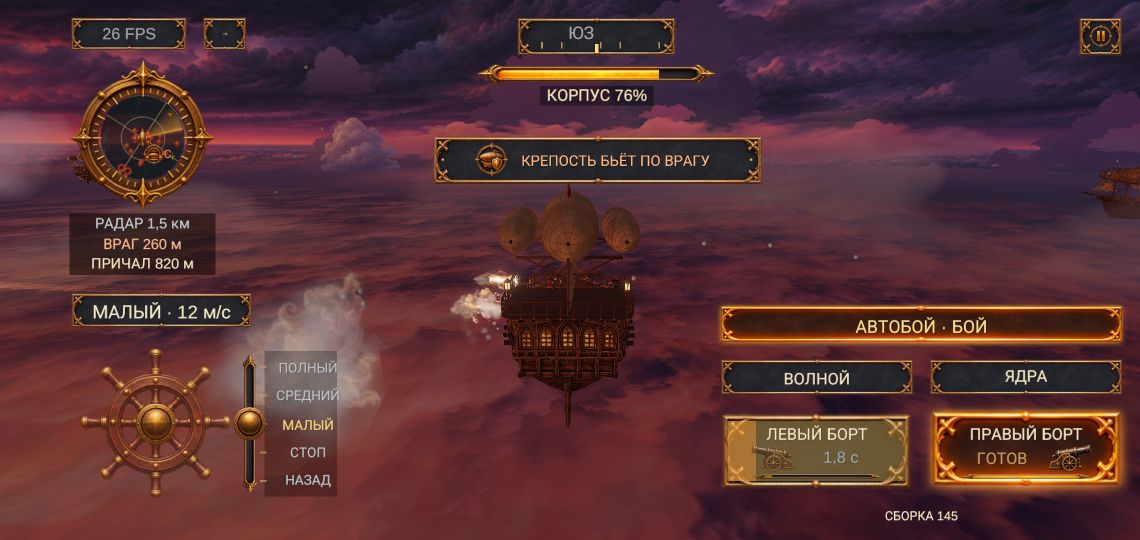 26 FPS
ЮЗ
КОРПУС 76%
КРЕПОСТЬ БЬЁТ ПО ВРАГУ
РАДАР 1,5 км
ВРАГ 260 м
ПРИЧАЛ 820 м
МАЛЫЙ · 12 м/с
ПОЛНЫЙ
СРЕДНИЙ
МАЛЫЙ
СТОП
НАЗАД
АВТОБОЙ · БОЙ
ВОЛНОЙ
ЯДРА
ЛЕВЫЙ БОРТ
1,8 с
ПРАВЫЙ БОРТ
ГОТОВ
СБОРКА 145